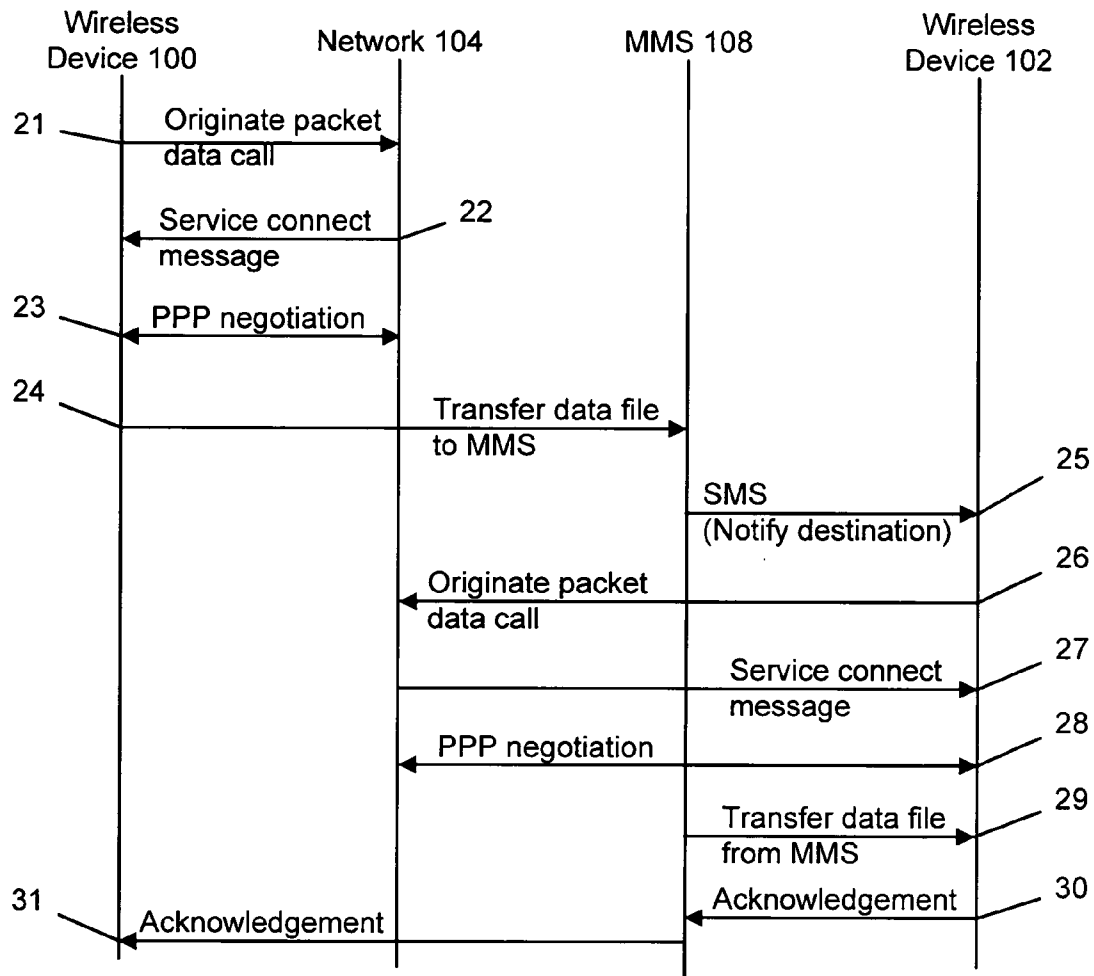 Wireless
Device 100
Network 104
MMS 108
Wireless
Device 102
21
Originate packet
data call
22
Service connect
message
23
PPP negotiation
24
Transfer data file
to MMS
25
SMS
(Notify destination)
26
Originate packet
data call
27
Service connect
message
28
PPP negotiation
29
Transfer data file
from MMS
30
Acknowledgement
31
Acknowledgement